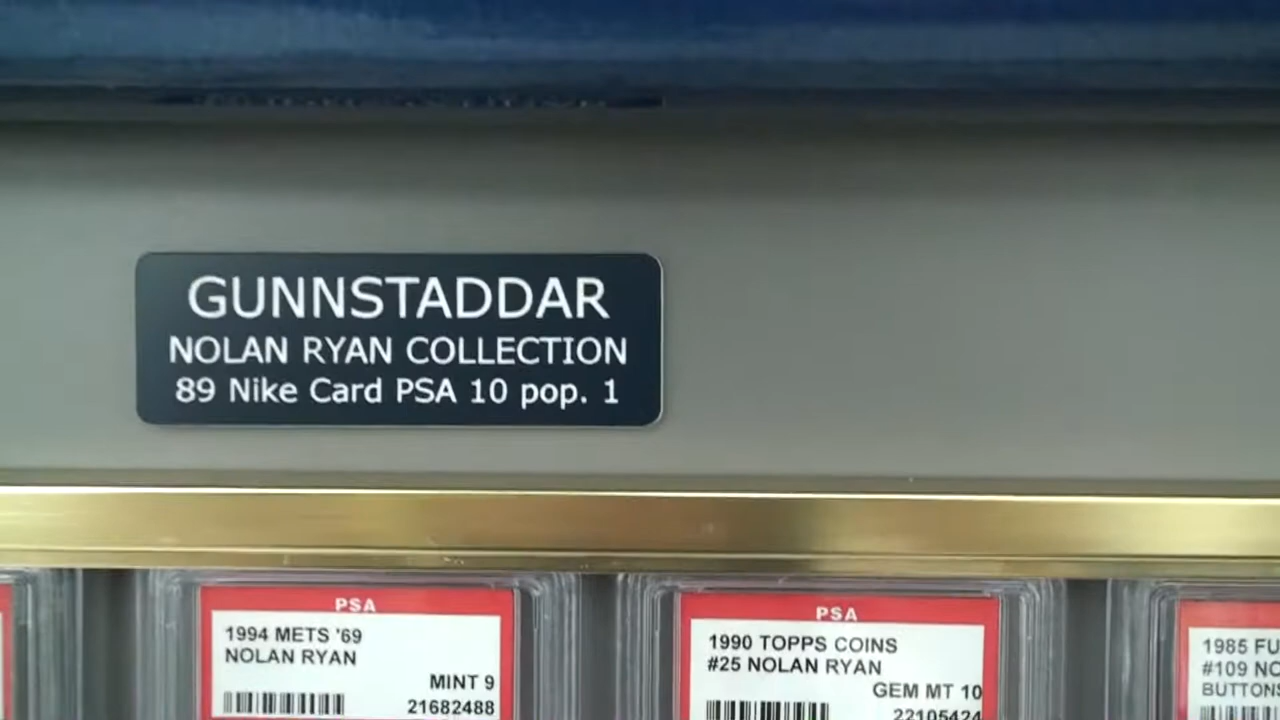 GUNNSTADDAR
NOLAN RYAN COLLECTION
89 Nike Card PSA 10 pop. 1
PSA
1994 METS '69
NOLAN RYAN
MINT 9
21682488
PSA
1990 TOPPS COINS
#25 NOLAN RYAN
GEM MT 10
22105424
1985 FU
#109 NO
BUTTONS